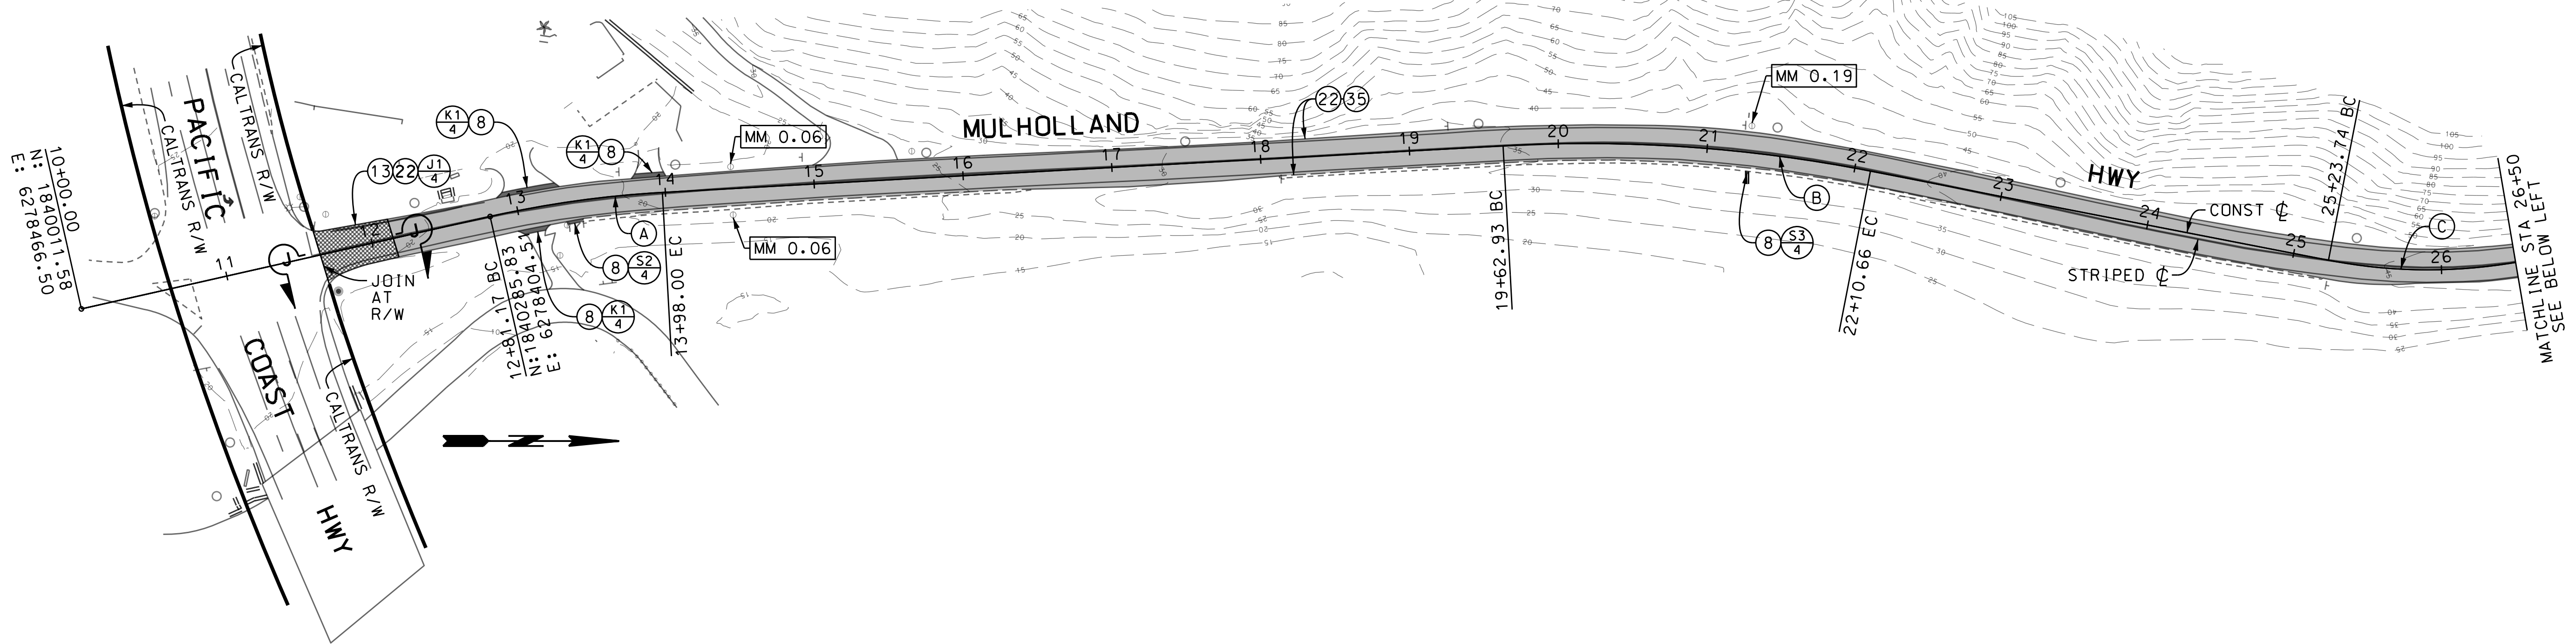 10+00.00
N: 1840011.58
E: 6278466.50
CALTRANS R/W
PACIFIC
CALTRANS R/W
COAST
HWY
CALTRANS R/W
11
12
13 22 J1/4
J
J
JOIN
AT
R/W
K1/4 8
13
12+81.17 BC
N: 1840285.83
E: 6278404.51
K1/4 8
14
A
8 S2/4
8 K1/4
13+98.00 EC
MM 0.06
MM 0.06
15
MULHOLLAND
16
17
18
22 35
19
19+62.93 BC
20
21
MM 0.19
B
8 S3/4
22
22+10.66 EC
23
HWY
24
CONST ℄
STRIPED ℄
25
25+23.74 BC
C
26
MATCHLINE STA 26+50
SEE BELOW LEFT